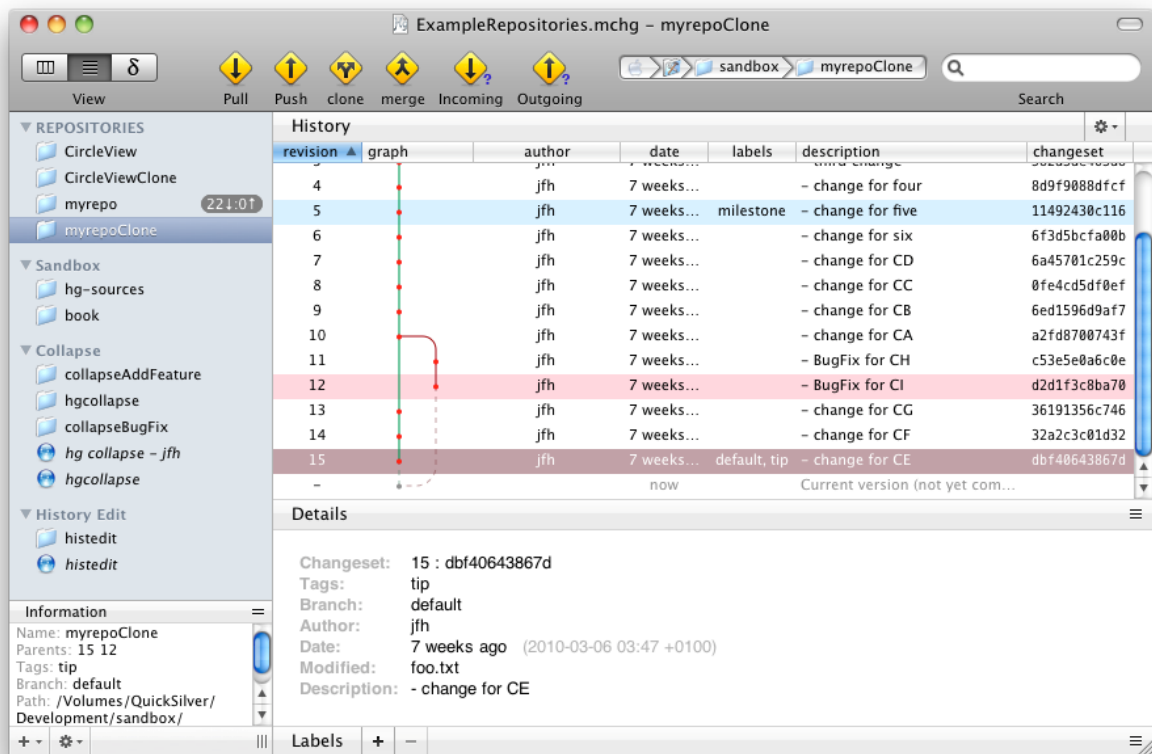 ExampleRepositories.mchg – myrepoClone
δ
sandbox myrepoClone
View Pull Push clone merge Incoming Outgoing Search
REPOSITORIES
CircleView
CircleViewClone
myrepo 22↓:0↑
myrepoClone
Sandbox
hg-sources
book
Collapse
collapseAddFeature
hgcollapse
collapseBugFix
hg collapse – jfh
hgcollapse
History Edit
histedit
histedit
Information
Name: myrepoClone
Parents: 15 12
Tags: tip
Branch: default
Path: /Volumes/QuickSilver/
Development/sandbox/
History
revision graph author date labels description changeset
4 jfh 7 weeks... – change for four 8d9f9088dfcf
5 jfh 7 weeks... milestone – change for five 11492430c116
6 jfh 7 weeks... – change for six 6f3d5bcfa00b
7 jfh 7 weeks... – change for CD 6a45701c259c
8 jfh 7 weeks... – change for CC 0fe4cd5df0ef
9 jfh 7 weeks... – change for CB 6ed1596d9af7
10 jfh 7 weeks... – change for CA a2fd8700743f
11 jfh 7 weeks... – BugFix for CH c53e5e0a6c0e
12 jfh 7 weeks... – BugFix for CI d2d1f3c8ba70
13 jfh 7 weeks... – change for CG 36191356c746
14 jfh 7 weeks... – change for CF 32a2c3c01d32
15 jfh 7 weeks... default, tip – change for CE dbf40643867d
– now Current version (not yet com...
Details
Changeset: 15 : dbf40643867d
Tags: tip
Branch: default
Author: jfh
Date: 7 weeks ago (2010-03-06 03:47 +0100)
Modified: foo.txt
Description: - change for CE
Labels + –